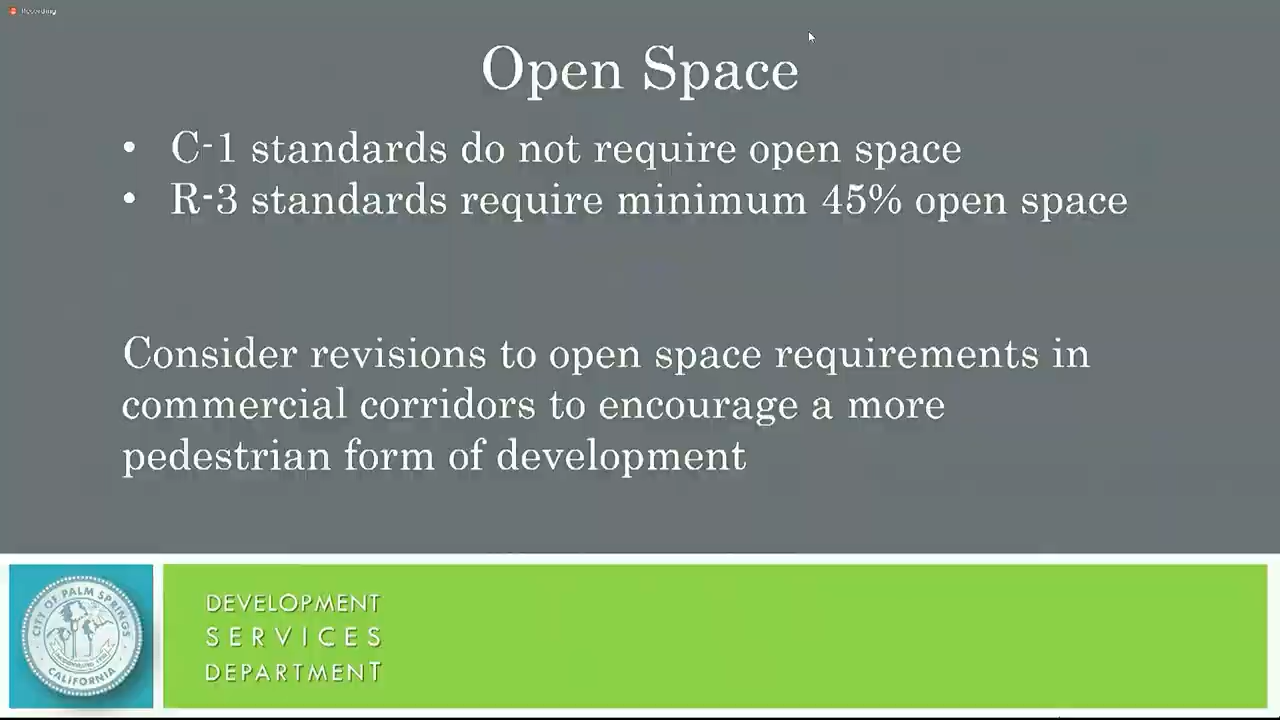 Recording
Open Space
• C-1 standards do not require open space
• R-3 standards require minimum 45% open space
Consider revisions to open space requirements in
commercial corridors to encourage a more
pedestrian form of development
CITY OF PALM SPRINGS
CALIFORNIA
DEVELOPMENT
SERVICES
DEPARTMENT